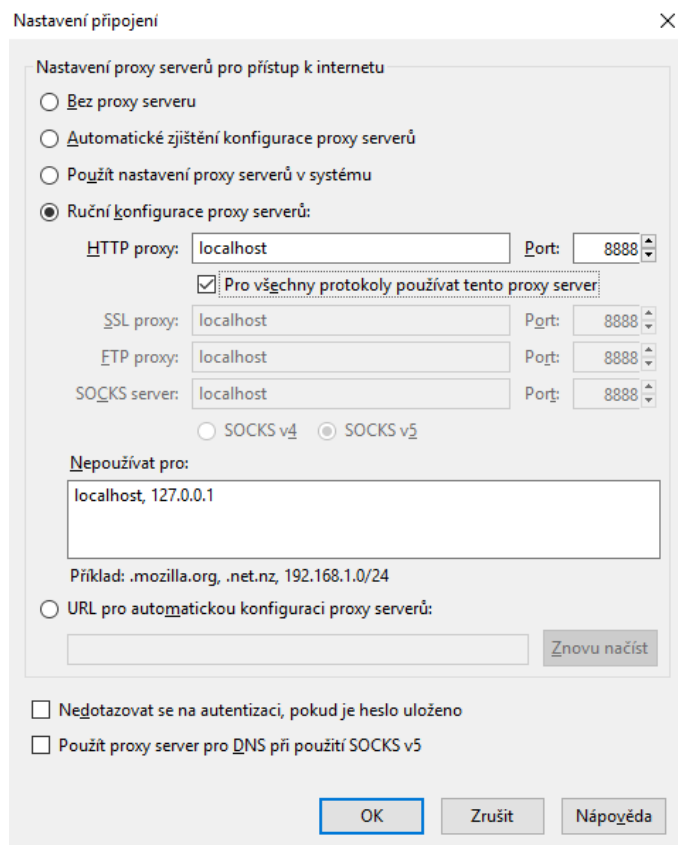 Nastavení připojení
Nastavení proxy serverů pro přístup k internetu
Bez proxy serveru
Automatické zjištění konfigurace proxy serverů
Použít nastavení proxy serverů v systému
Ruční konfigurace proxy serverů:
HTTP proxy: localhost Port: 8888
Pro všechny protokoly používat tento proxy server
SSL proxy: localhost Port: 8888
FTP proxy: localhost Port: 8888
SOCKS server: localhost Port: 8888
SOCKS v4 SOCKS v5
Nepoužívat pro:
localhost, 127.0.0.1
Příklad: .mozilla.org, .net.nz, 192.168.1.0/24
URL pro automatickou konfiguraci proxy serverů:
Znovu načíst
Nedotazovat se na autentizaci, pokud je heslo uloženo
Použít proxy server pro DNS při použití SOCKS v5
OK Zrušit Nápověda